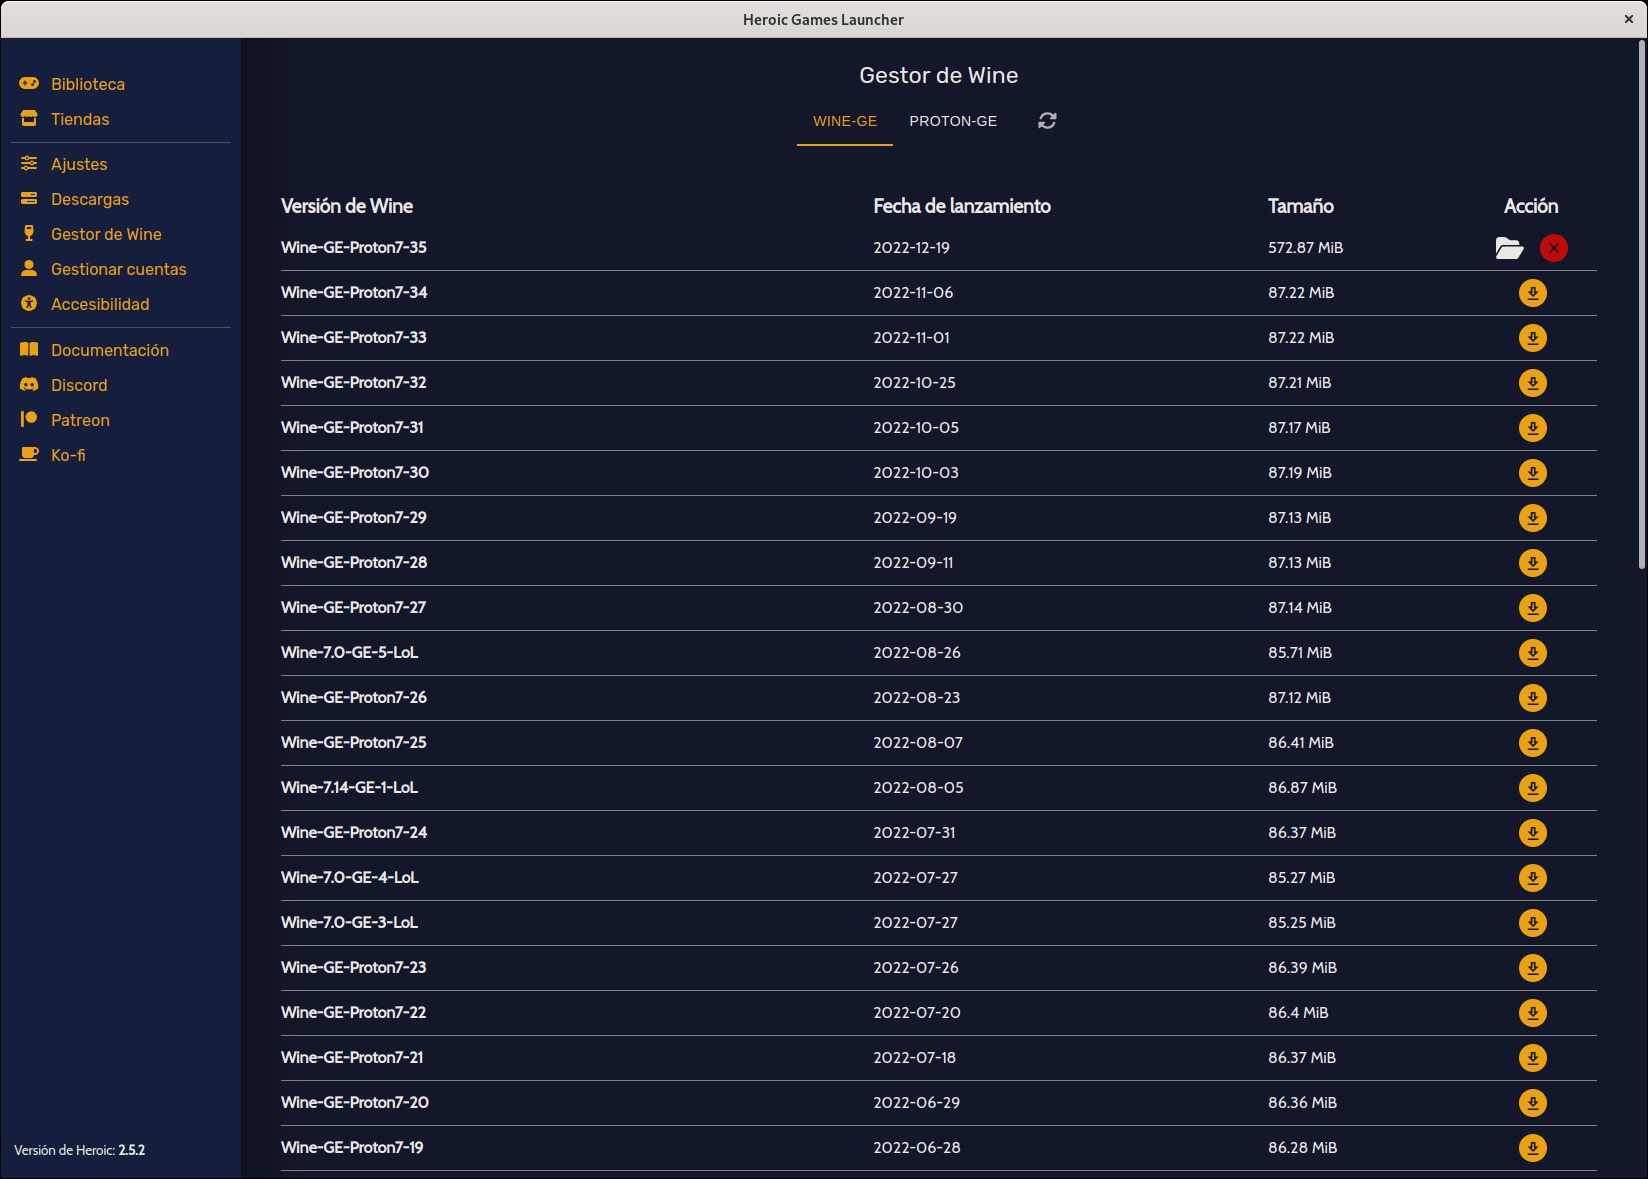 Heroic Games Launcher
Biblioteca
Tiendas
Ajustes
Descargas
Gestor de Wine
Gestionar cuentas
Accesibilidad
Documentación
Discord
Patreon
Ko-fi
Versión de Heroic: 2.5.2
Gestor de Wine
WINE-GE PROTON-GE
Versión de Wine Fecha de lanzamiento Tamaño Acción
Wine-GE-Proton7-35 2022-12-19 572.87 MiB
Wine-GE-Proton7-34 2022-11-06 87.22 MiB
Wine-GE-Proton7-33 2022-11-01 87.22 MiB
Wine-GE-Proton7-32 2022-10-25 87.21 MiB
Wine-GE-Proton7-31 2022-10-05 87.17 MiB
Wine-GE-Proton7-30 2022-10-03 87.19 MiB
Wine-GE-Proton7-29 2022-09-19 87.13 MiB
Wine-GE-Proton7-28 2022-09-11 87.13 MiB
Wine-GE-Proton7-27 2022-08-30 87.14 MiB
Wine-7.0-GE-5-LoL 2022-08-26 85.71 MiB
Wine-GE-Proton7-26 2022-08-23 87.12 MiB
Wine-GE-Proton7-25 2022-08-07 86.41 MiB
Wine-7.14-GE-1-LoL 2022-08-05 86.87 MiB
Wine-GE-Proton7-24 2022-07-31 86.37 MiB
Wine-7.0-GE-4-LoL 2022-07-27 85.27 MiB
Wine-7.0-GE-3-LoL 2022-07-27 85.25 MiB
Wine-GE-Proton7-23 2022-07-26 86.39 MiB
Wine-GE-Proton7-22 2022-07-20 86.4 MiB
Wine-GE-Proton7-21 2022-07-18 86.37 MiB
Wine-GE-Proton7-20 2022-06-29 86.36 MiB
Wine-GE-Proton7-19 2022-06-28 86.28 MiB